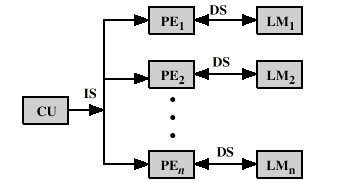 PE1 DS LM1
IS
PE2 DS LM2
CU
PEn DS LMn